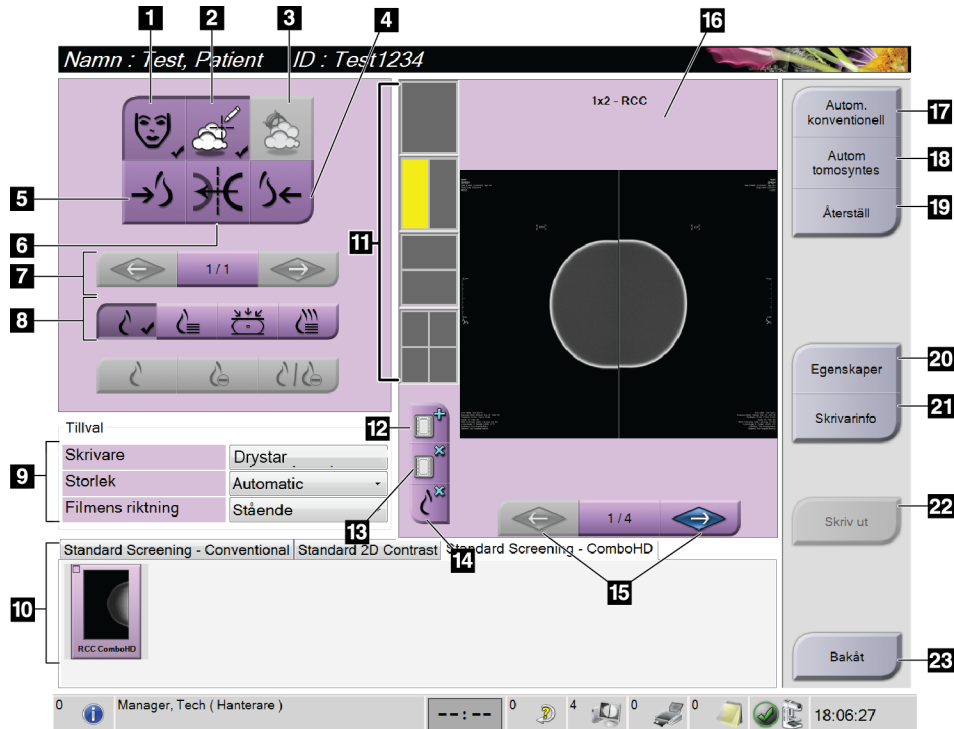 1
2
3
4
16
Namn : Test, Patient ID : Test1234
1x2 - RCC
Autom.
konventionell
17
Autom
tomosyntes
18
Återställ
19
5
6
11
7
1 / 1
8
Egenskaper
20
Skrivarinfo
21
12
Tillval
9
Skrivare
Drystar
Storlek
Automatic
Filmens riktning
Stående
13
14
1 / 4
15
Skriv ut
22
10
Standard Screening - Conventional
Standard 2D Contrast
Standard Screening - ComboHD
RCC ComboHD
Bakåt
23
0
Manager, Tech ( Hanterare )
--:--
0
4
0
0
18:06:27